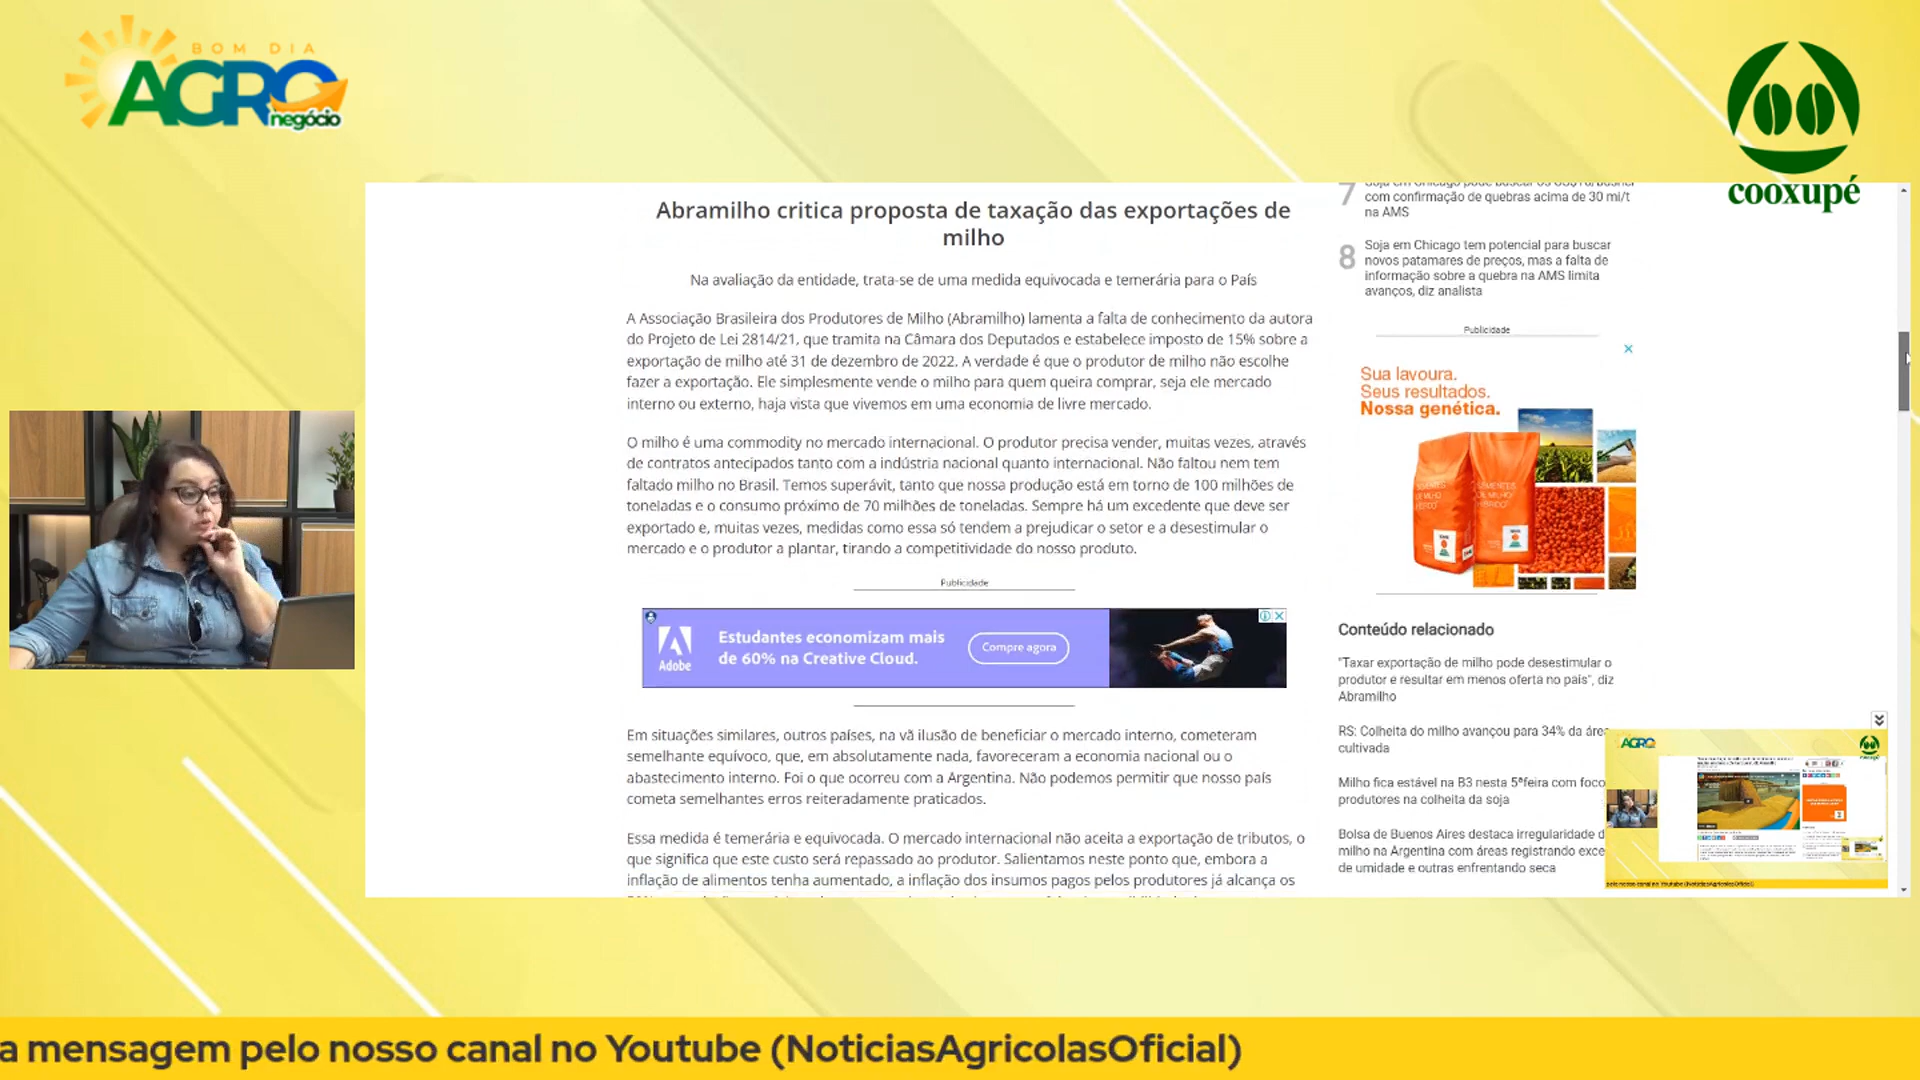 BOM DIA
AGRO
negócio
cooxupé
Abramilho critica proposta de taxação das exportações de
milho
Na avaliação da entidade, trata-se de uma medida equivocada e temerária para o País
A Associação Brasileira dos Produtores de Milho (Abramilho) lamenta a falta de conhecimento da autora
do Projeto de Lei 2814/21, que tramita na Câmara dos Deputados e estabelece imposto de 15% sobre a
exportação de milho até 31 de dezembro de 2022. A verdade é que o produtor de milho não escolhe
fazer a exportação. Ele simplesmente vende o milho para quem queira comprar, seja ele mercado
interno ou externo, haja vista que vivemos em uma economia de livre mercado.
O milho é uma commodity no mercado internacional. O produtor precisa vender, muitas vezes, através
de contratos antecipados tanto com a indústria nacional quanto internacional. Não faltou nem tem
faltado milho no Brasil. Temos superávit, tanto que nossa produção está em torno de 100 milhões de
toneladas e o consumo próximo de 70 milhões de toneladas. Sempre há um excedente que deve ser
exportado e, muitas vezes, medidas como essa só tendem a prejudicar o setor e a desestimular o
mercado e o produtor a plantar, tirando a competitividade do nosso produto.
Publicidade
Adobe
Estudantes economizam mais
de 60% na Creative Cloud.
Compre agora
Em situações similares, outros países, na vã ilusão de beneficiar o mercado interno, cometeram
semelhante equívoco, que, em absolutamente nada, favoreceram a economia nacional ou o
abastecimento interno. Foi o que ocorreu com a Argentina. Não podemos permitir que nosso país
cometa semelhantes erros reiteradamente praticados.
Essa medida é temerária e equivocada. O mercado internacional não aceita a exportação de tributos, o
que significa que este custo será repassado ao produtor. Salientamos neste ponto que, embora a
inflação de alimentos tenha aumentado, a inflação dos insumos pagos pelos produtores já alcança os
7
com confirmação de quebras acima de 30 mi/t
na AMS
8
Soja em Chicago tem potencial para buscar
novos patamares de preços, mas a falta de
informação sobre a quebra na AMS limita
avanços, diz analista
Publicidade
Sua lavoura.
Seus resultados.
Nossa genética.
Conteúdo relacionado
"Taxar exportação de milho pode desestimular o
produtor e resultar em menos oferta no país", diz
Abramilho
RS: Colheita do milho avançou para 34% da área
cultivada
Milho fica estável na B3 nesta 5ªfeira com foco
produtores na colheita da soja
Bolsa de Buenos Aires destaca irregularidade d
milho na Argentina com áreas registrando exce
de umidade e outras enfrentando seca
AGRO
pelo nosso canal no Youtube (NoticiasAgricolasOficial)
a mensagem pelo nosso canal no Youtube (NoticiasAgricolasOficial)